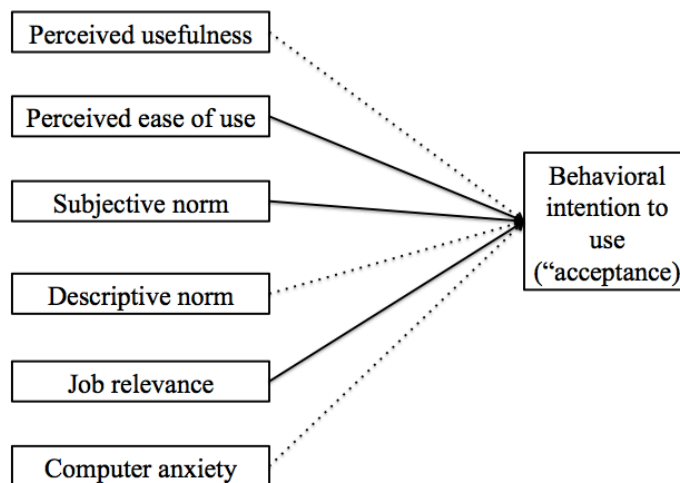 Perceived usefulness
Perceived ease of use
Subjective norm
Descriptive norm
Job relevance
Computer anxiety
Behavioral
intention to
use
(“acceptance)